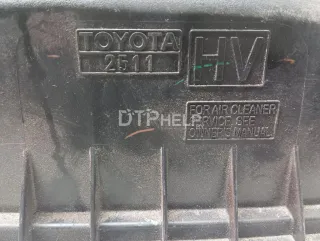 TOYOTA
2511
HV
FOR AIR CLEANER
SERVICE, SEE
OWNER'S MANUAL
DTPHELP